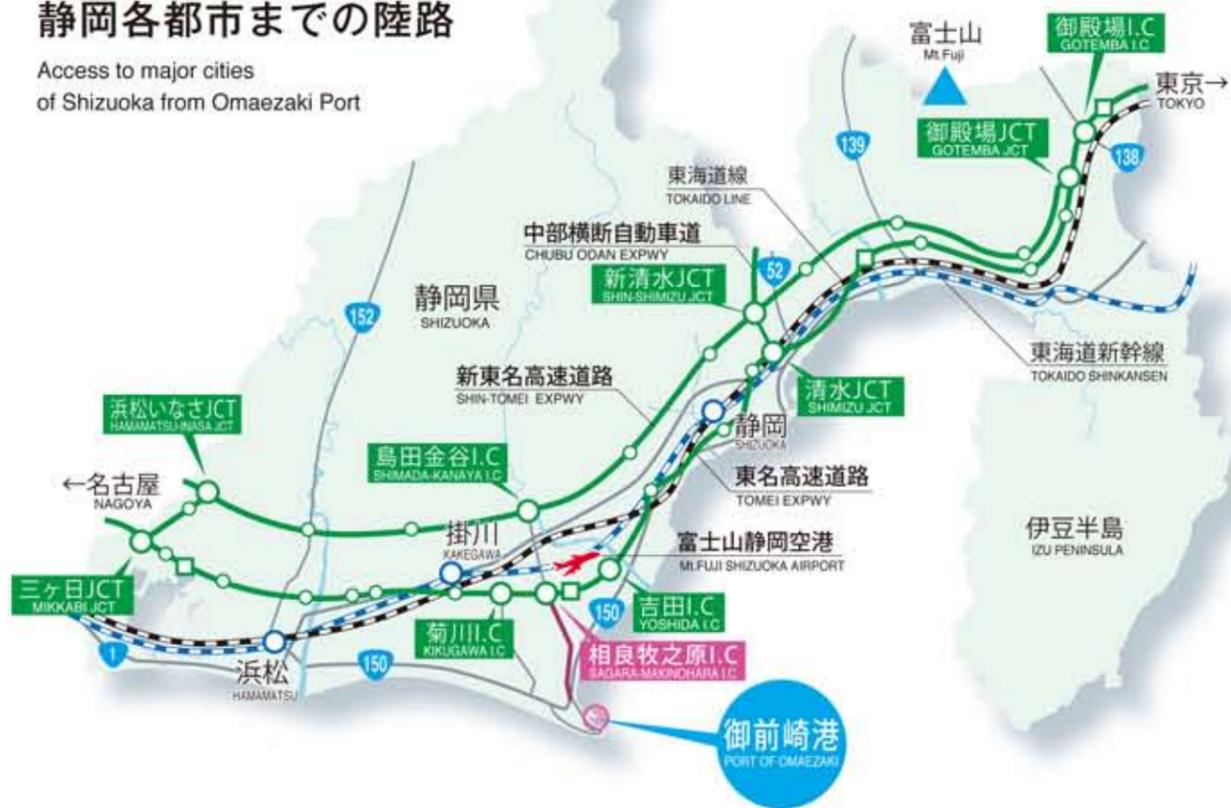 静岡各都市までの陸路
Access to major cities
of Shizuoka from Omaezaki Port
富士山
Mt.Fuji
御殿場I.C
GOTEMBA I.C
東京→
TOKYO
御殿場JCT
GOTEMBA JCT
139
138
東海道線
TOKAIDO LINE
中部横断自動車道
CHUBU ODAN EXPWY
52
新清水JCT
SHIN-SHIMIZU JCT
静岡県
SHIZUOKA
152
東海道新幹線
TOKAIDO SHINKANSEN
新東名高速道路
SHIN-TOMEI EXPWY
清水JCT
SHIMIZU JCT
浜松いなさJCT
HAMAMATSU-INASA JCT
静岡
SHIZUOKA
島田金谷I.C
SHIMADA-KANAYA I.C
←名古屋
NAGOYA
東名高速道路
TOMEI EXPWY
掛川
KAKEGAWA
伊豆半島
IZU PENINSULA
富士山静岡空港
Mt.FUJI SHIZUOKA AIRPORT
三ヶ日JCT
MIKKABI JCT
150
吉田I.C
YOSHIDA I.C
菊川I.C
KIKUGAWA I.C
相良牧之原I.C
SAGARA-MAKINOHARA I.C
1
浜松
HAMAMATSU
150
御前崎港
PORT OF OMAEZAKI